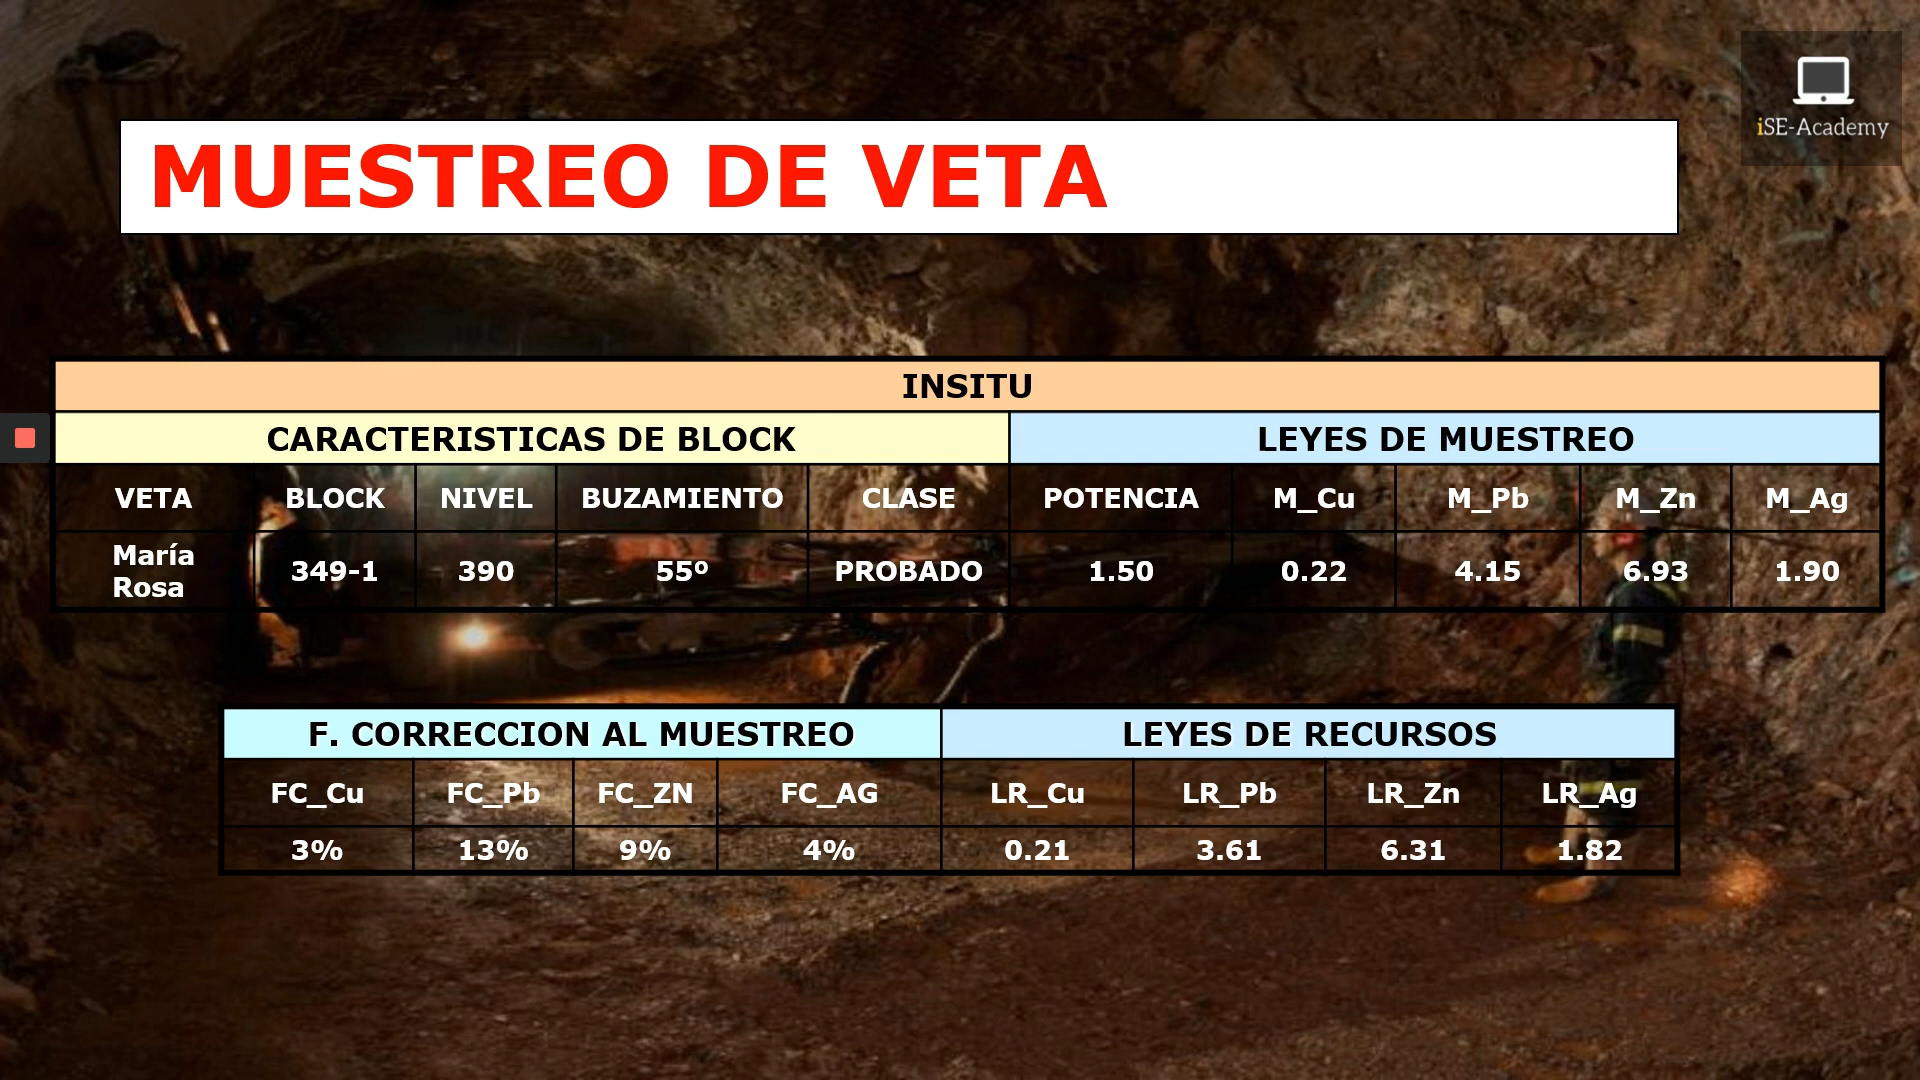 iSE-Academy
MUESTREO DE VETA
INSITU
CARACTERISTICAS DE BLOCK LEYES DE MUESTREO
VETA BLOCK NIVEL BUZAMIENTO CLASE POTENCIA M_Cu M_Pb M_Zn M_Ag
María
Rosa 349-1 390 55º PROBADO 1.50 0.22 4.15 6.93 1.90
F. CORRECCION AL MUESTREO LEYES DE RECURSOS
FC_Cu FC_Pb FC_ZN FC_AG LR_Cu LR_Pb LR_Zn LR_Ag
3% 13% 9% 4% 0.21 3.61 6.31 1.82